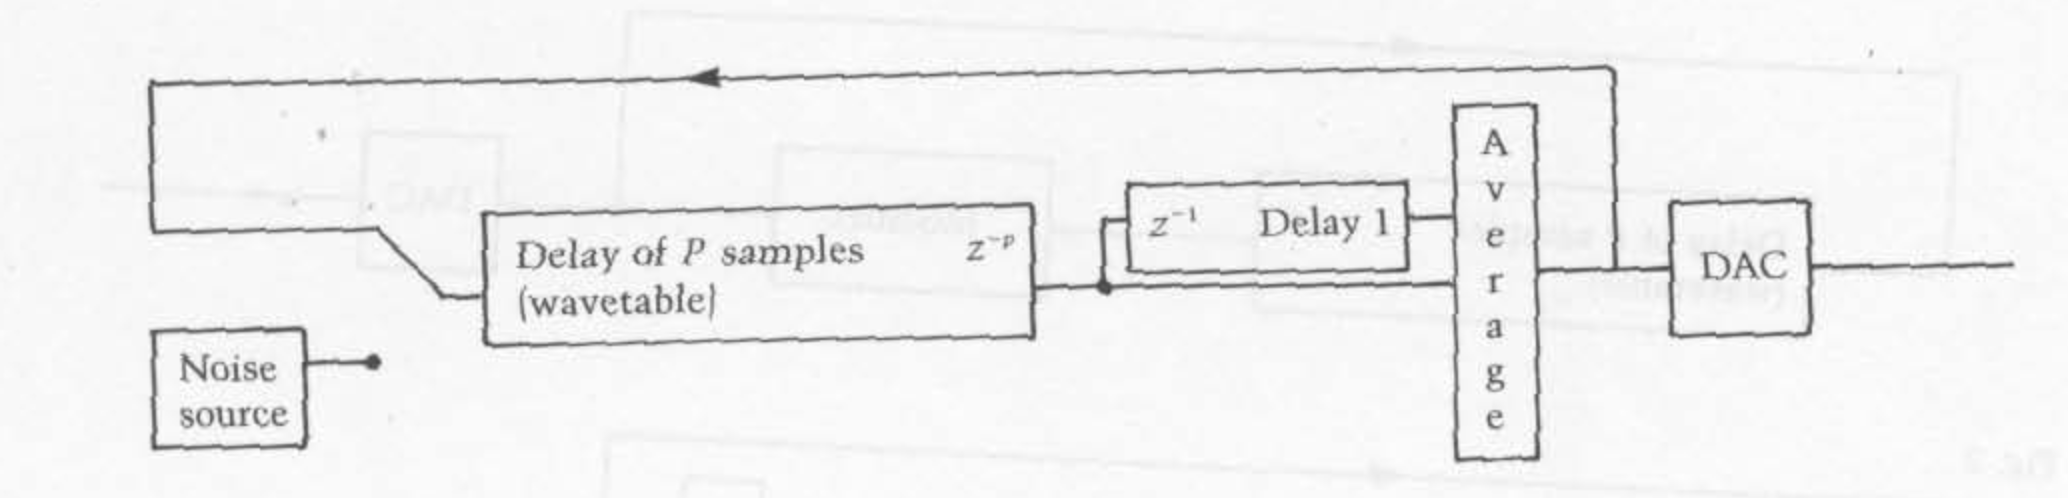 Noise
source
Delay of P samples z⁻ᵖ
(wavetable)
z⁻¹ Delay 1
A
v
e
r
a
g
e
DAC